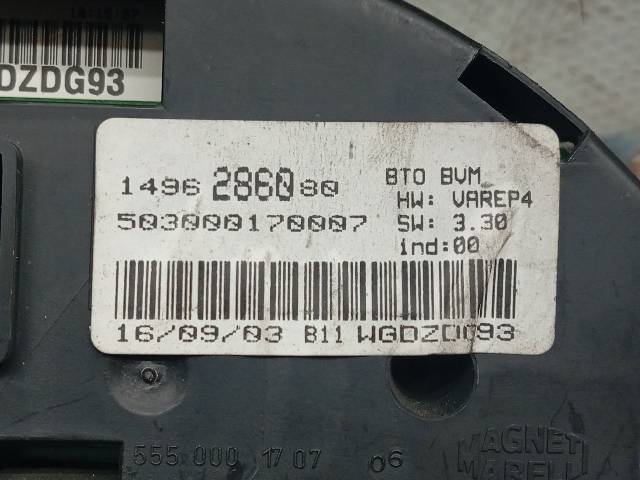 DZDG93
1496 2860 80 BTO BVM
HW: VAREP4
503000170007 SW: 3.30
ind:00
16/09/03 B11 WGDZDG93
555 000 17 07 06
MAGNETI
MARELLI